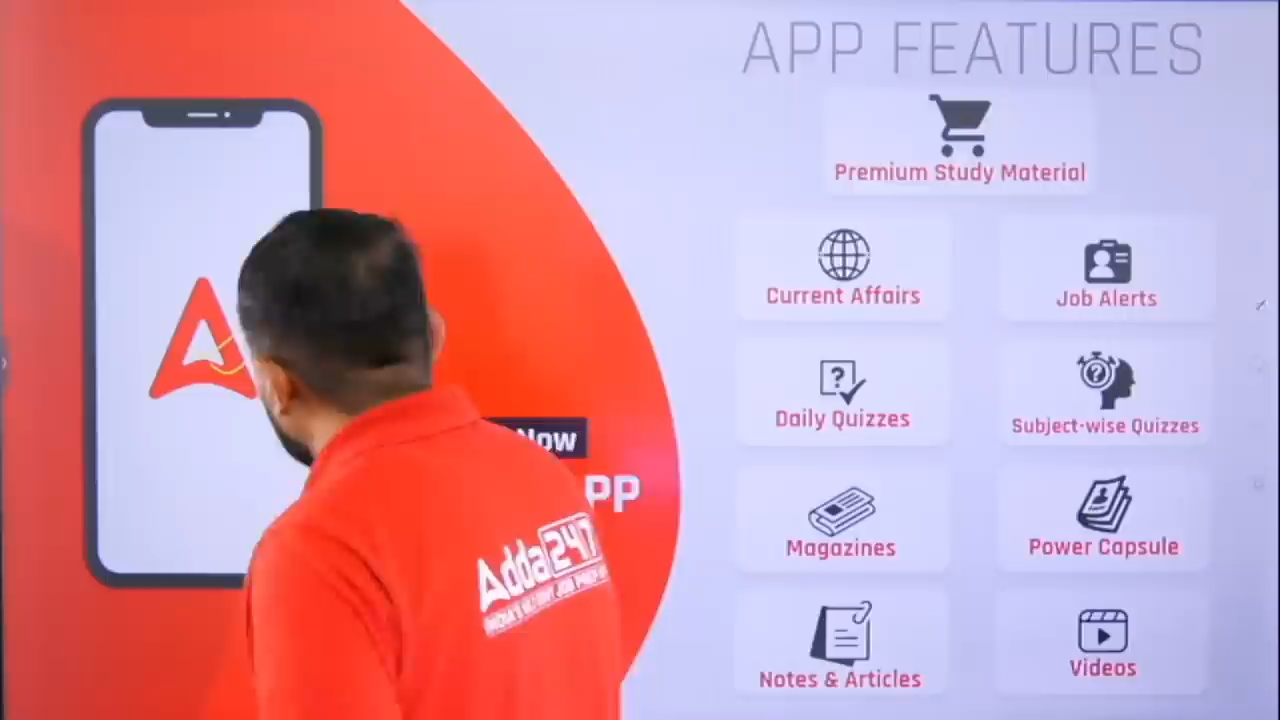 APP FEATURES
Premium Study Material
Current Affairs
Job Alerts
Daily Quizzes
Subject-wise Quizzes
Magazines
Power Capsule
Notes & Articles
Videos
Now
PP
Adda247